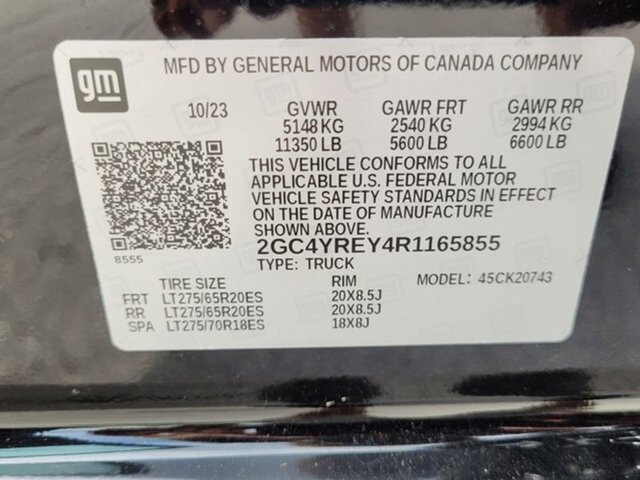 gm
MFD BY GENERAL MOTORS OF CANADA COMPANY
10/23 GVWR GAWR FRT GAWR RR
5148 KG 2540 KG 2994 KG
11350 LB 5600 LB 6600 LB
THIS VEHICLE CONFORMS TO ALL
APPLICABLE U.S. FEDERAL MOTOR
VEHICLE SAFETY STANDARDS IN EFFECT
ON THE DATE OF MANUFACTURE
SHOWN ABOVE.
8555 2GC4YREY4R1165855
TYPE: TRUCK MODEL: 45CK20743
TIRE SIZE RIM
FRT LT275/65R20ES 20X8.5J
RR LT275/65R20ES 20X8.5J
SPA LT275/70R18ES 18X8J